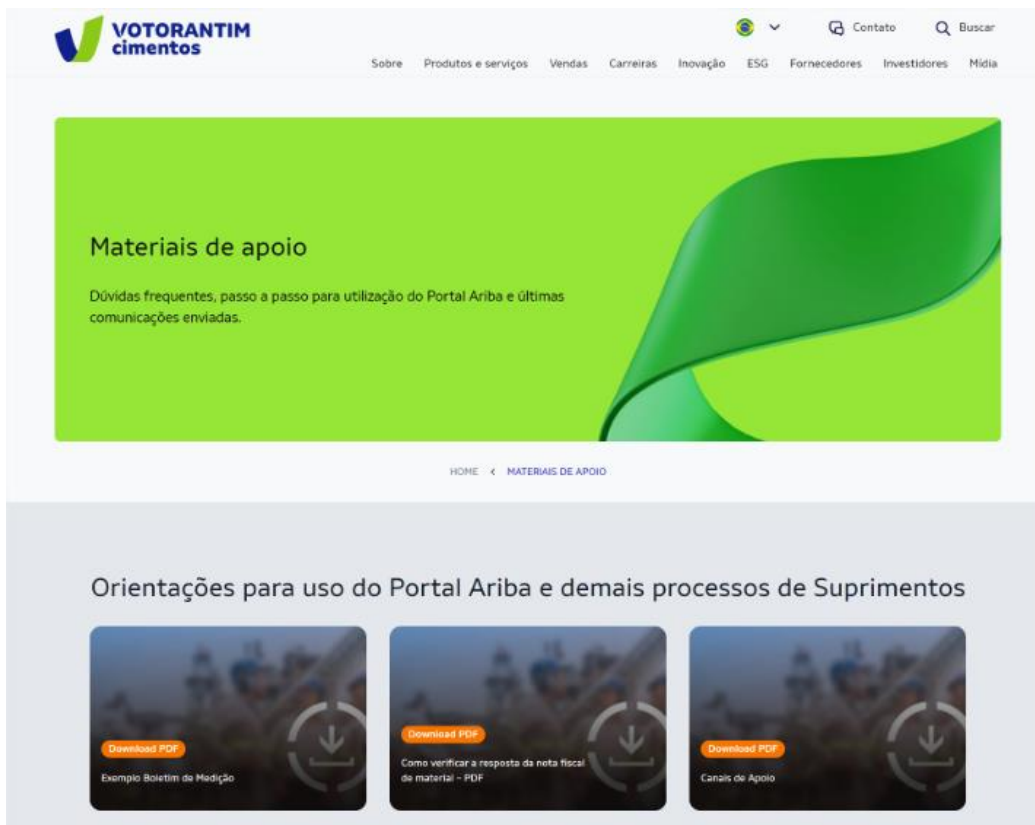 VOTORANTIM
cimentos
Contato
Buscar
Sobre Produtos e serviços Vendas Carreiras Inovação ESG Fornecedores Investidores Mídia
Materiais de apoio
Dúvidas frequentes, passo a passo para utilização do Portal Ariba e últimas
comunicações enviadas.
HOME < MATERIAIS DE APOIO
Orientações para uso do Portal Ariba e demais processos de Suprimentos
Download PDF
Exemplo Boletim de Medição
Download PDF
Como verificar a resposta da nota fiscal
de material – PDF
Download PDF
Canais de Apoio